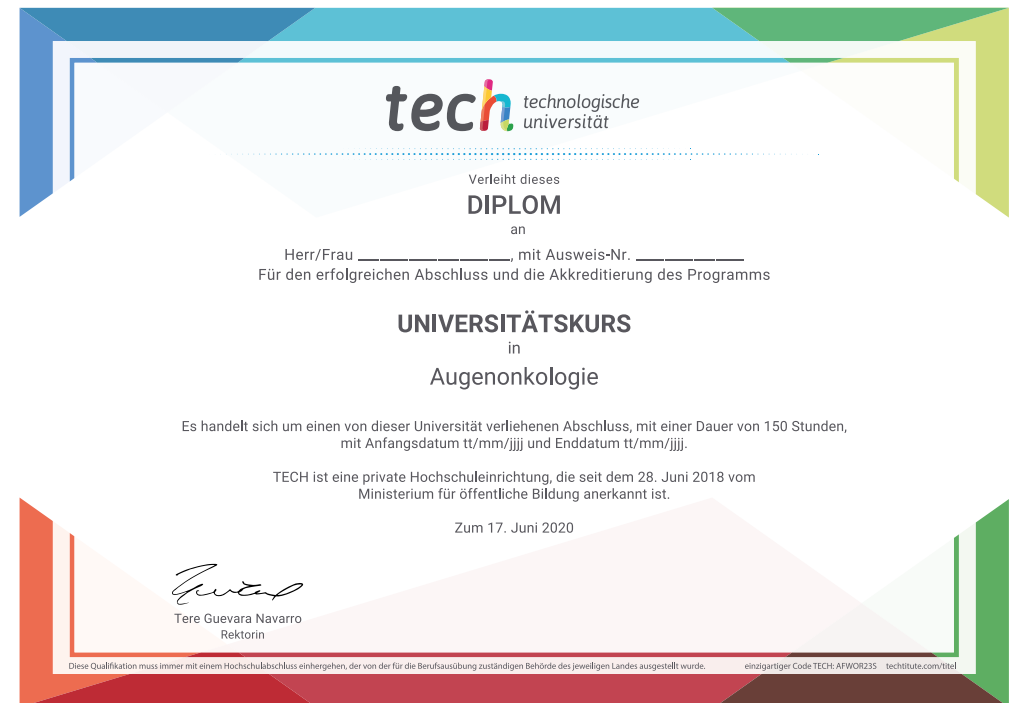 tech technologische
universität
Verleiht dieses
DIPLOM
an
Herr/Frau ____________________, mit Ausweis-Nr. ______________
Für den erfolgreichen Abschluss und die Akkreditierung des Programms
UNIVERSITÄTSKURS
in
Augenonkologie
Es handelt sich um einen von dieser Universität verliehenen Abschluss, mit einer Dauer von 150 Stunden,
mit Anfangsdatum tt/mm/jjjj und Enddatum tt/mm/jjjj.
TECH ist eine private Hochschuleinrichtung, die seit dem 28. Juni 2018 vom
Ministerium für öffentliche Bildung anerkannt ist.
Zum 17. Juni 2020
Tere Guevara Navarro
Rektorin
Diese Qualifikation muss immer mit einem Hochschulabschluss einhergehen, der von der für die Berufsausübung zuständigen Behörde des jeweiligen Landes ausgestellt wurde. einzigartiger Code TECH: AFWOR23S techtitute.com/titel